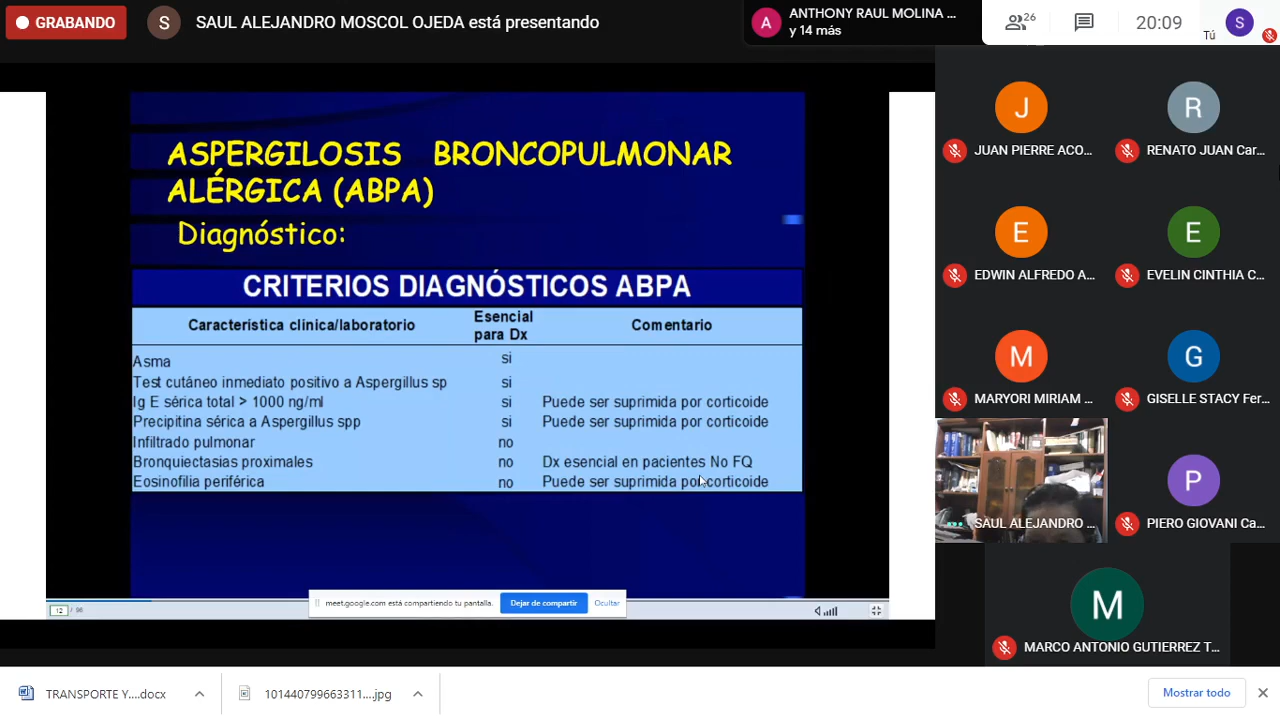 GRABANDO
S
SAUL ALEJANDRO MOSCOL OJEDA está presentando
A
ANTHONY RAUL MOLINA ...
y 14 más
26
20:09
Tú
S
ASPERGILOSIS BRONCOPULMONAR
ALÉRGICA (ABPA)
Diagnóstico:
CRITERIOS DIAGNÓSTICOS ABPA
Característica clinica/laboratorio Esencial para Dx Comentario
Asma si
Test cutáneo inmediato positivo a Aspergillus sp si
Ig E sérica total > 1000 ng/ml si Puede ser suprimida por corticoide
Precipitina sérica a Aspergillus spp si Puede ser suprimida por corticoide
Infiltrado pulmonar no
Bronquiectasias proximales no Dx esencial en pacientes No FQ
Eosinofilia periférica no Puede ser suprimida por corticoide
meet.google.com está compartiendo tu pantalla.
Dejar de compartir
Ocultar
12 / 96
J
JUAN PIERRE ACO...
R
RENATO JUAN Car...
E
EDWIN ALFREDO A...
E
EVELIN CINTHIA C...
M
MARYORI MIRIAM ...
G
GISELLE STACY Fer...
SAUL ALEJANDRO ...
P
PIERO GIOVANI Ca...
M
MARCO ANTONIO GUTIERREZ T...
TRANSPORTE Y....docx
101440799663311....jpg
Mostrar todo